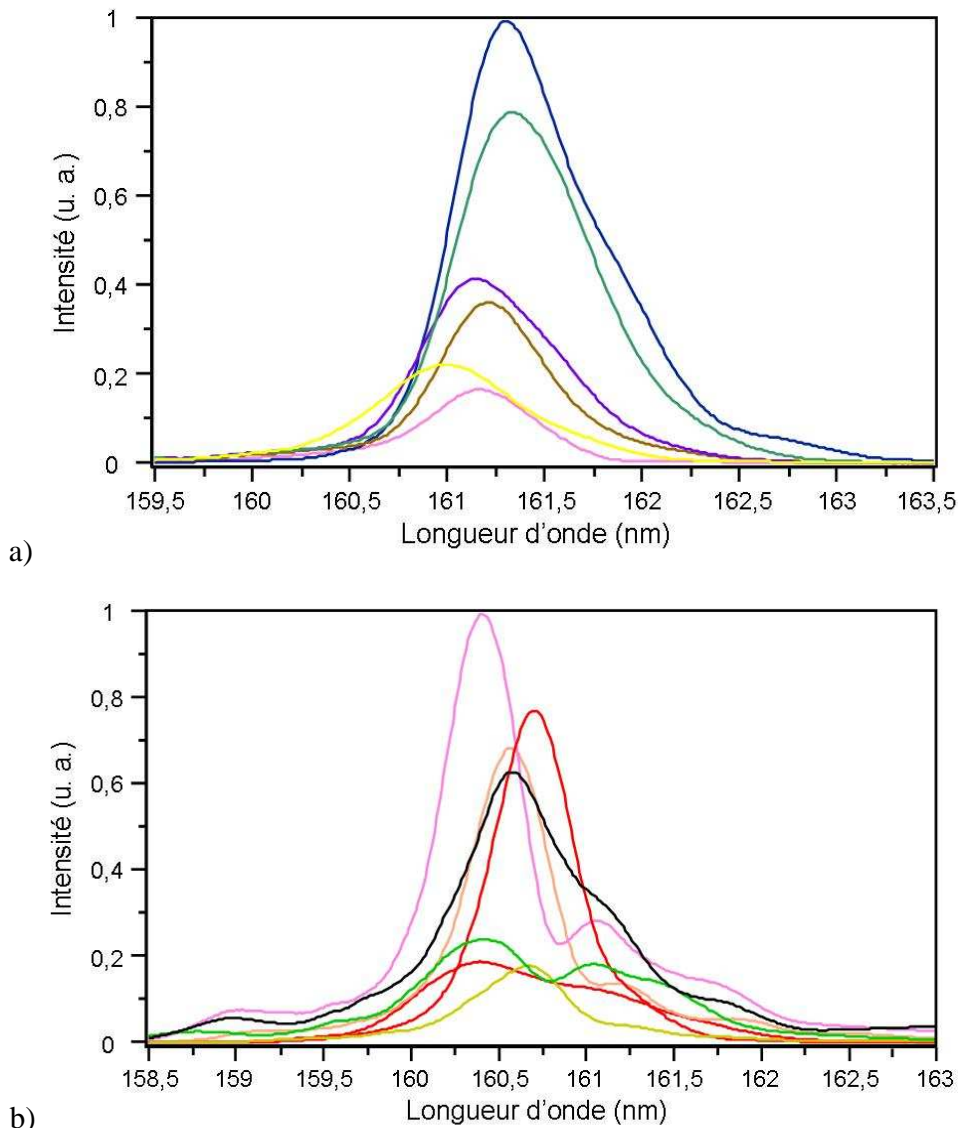 1
0,8
0,6
0,4
0,2
0
Intensité (u. a.)
159,5 160 160,5 161 161,5 162 162,5 163 163,5
Longueur d'onde (nm)
a)
1
0,8
0,6
0,4
0,2
0
Intensité (u. a.)
158,5 159 159,5 160 160,5 161 161,5 162 162,5 163
Longueur d'onde (nm)
b)